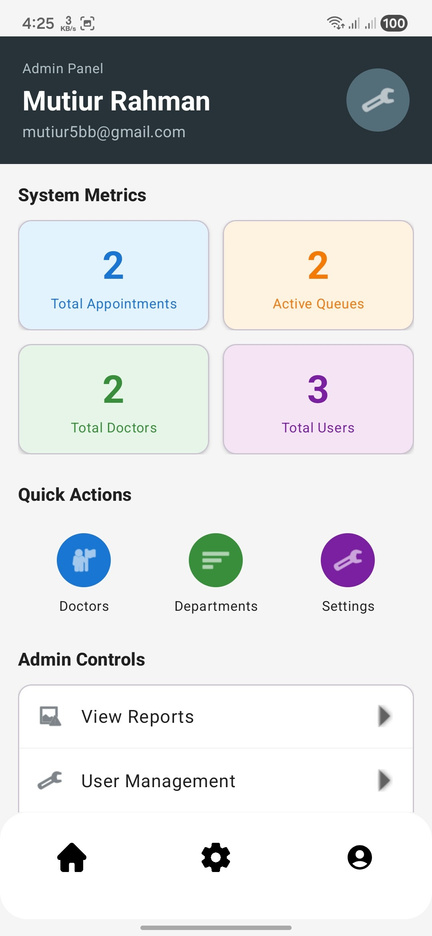 4:25 3 KB/s 100
Admin Panel
Mutiur Rahman
mutiur5bb@gmail.com
System Metrics
2 2
Total Appointments Active Queues
2 3
Total Doctors Total Users
Quick Actions
Doctors Departments Settings
Admin Controls
View Reports
User Management